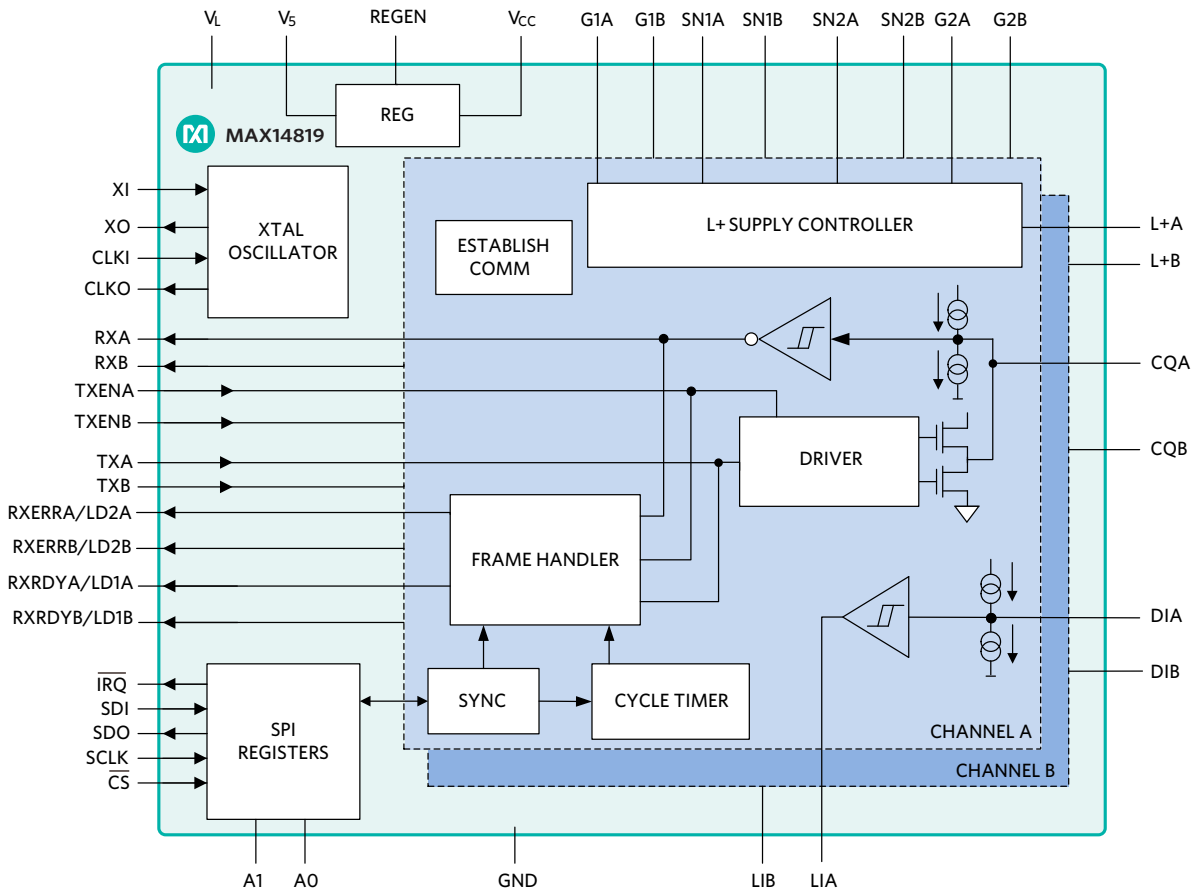 VL V5 REGEN VCC G1A G1B SN1A SN1B SN2A SN2B G2A G2B
REG
MAX14819
XI
XO
CLKI
CLKO
XTAL
OSCILLATOR
ESTABLISH
COMM
L+ SUPPLY CONTROLLER
L+A
L+B
RXA
RXB
TXENA
TXENB
TXA
TXB
RXERRA/LD2A
RXERRB/LD2B
RXRDYA/LD1A
RXRDYB/LD1B
CQA
CQB
DRIVER
FRAME HANDLER
DIA
DIB
IRQ
SDI
SDO
SCLK
CS
SPI
REGISTERS
SYNC
CYCLE TIMER
CHANNEL A
CHANNEL B
A1 A0 GND LIB LIA